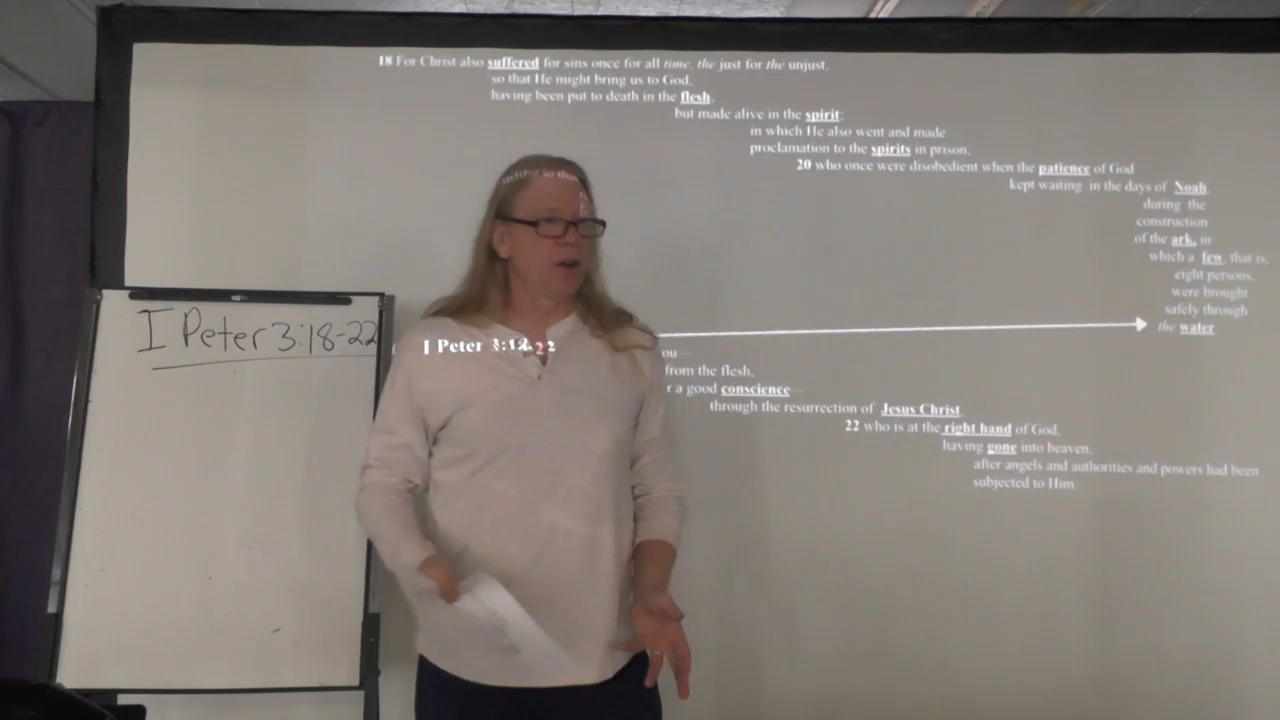 18 For Christ also suffered for sins once for all time, the just for the unjust,
so that He might bring us to God,
having been put to death in the flesh,
but made alive in the spirit;
in which He also went and made
proclamation to the spirits in prison,
20 who once were disobedient when the patience of God
kept waiting in the days of Noah,
during the
construction
of the ark, in
which a few, that is,
eight persons,
were brought
safely through
the water.
I Peter 3:18-22
I Peter
from the flesh,
a good conscience—
through the resurrection of Jesus Christ,
22 who is at the right hand of God,
having gone into heaven,
after angels and authorities and powers had been
subjected to Him.